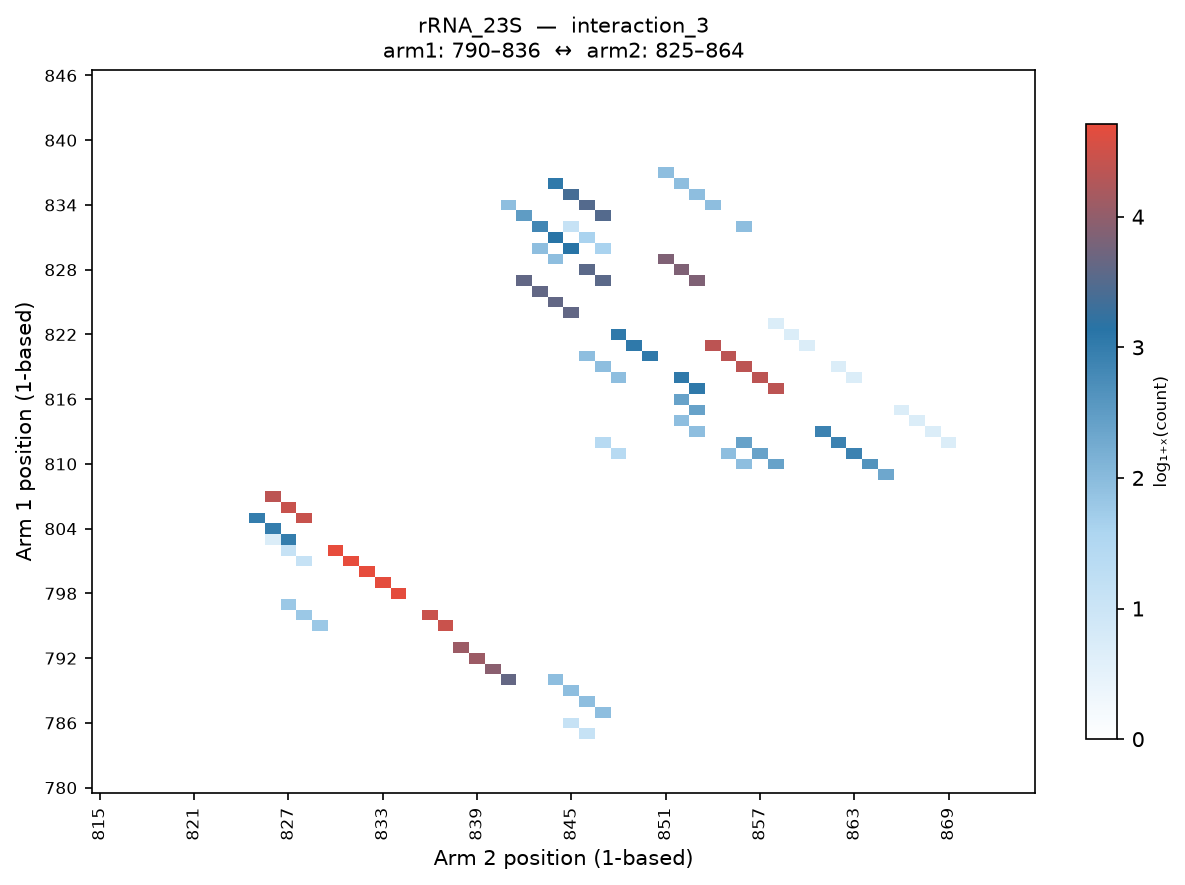 rRNA_23S — interaction_3
arm1: 790–836 ↔ arm2: 825–864
846
840
834
828
822
816
810
804
798
792
786
780
Arm 1 position (1-based)
815 821 827 833 839 845 851 857 863 869
Arm 2 position (1-based)
4
3
2
1
0
log₁₊ₓ(count)